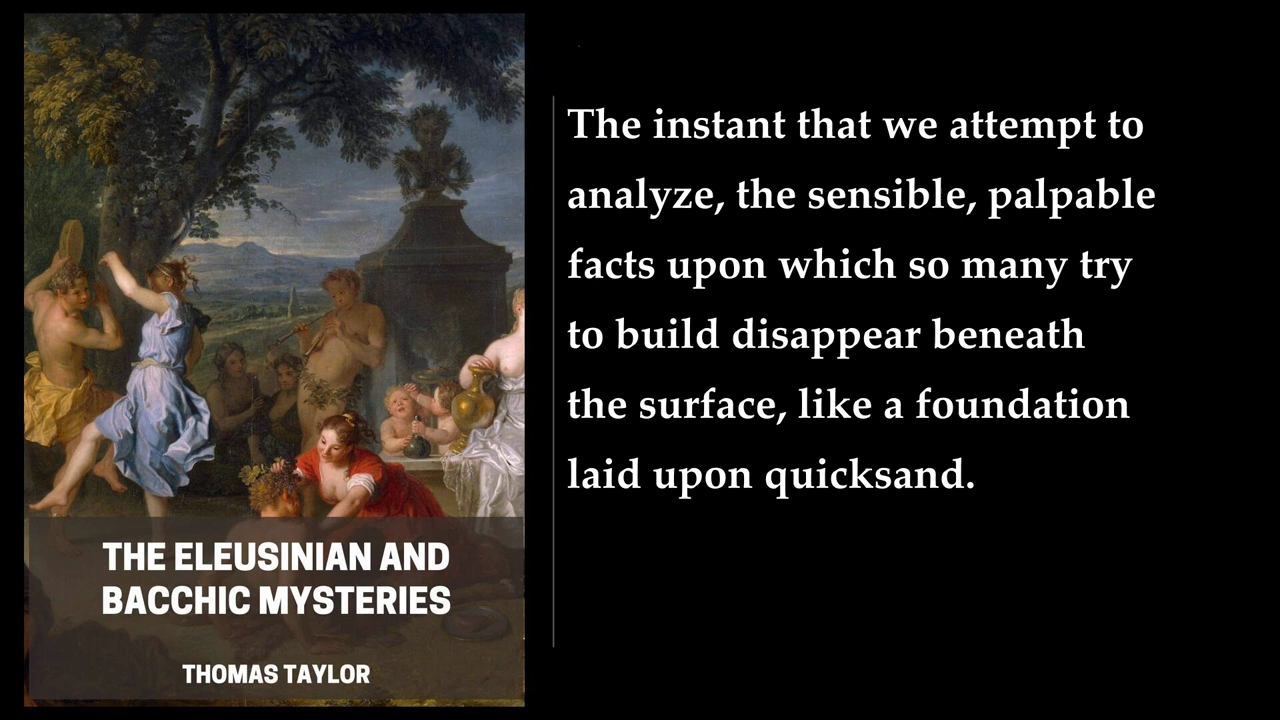 THE ELEUSINIAN AND
BACCHIC MYSTERIES
THOMAS TAYLOR
The instant that we attempt to
analyze, the sensible, palpable
facts upon which so many try
to build disappear beneath
the surface, like a foundation
laid upon quicksand.